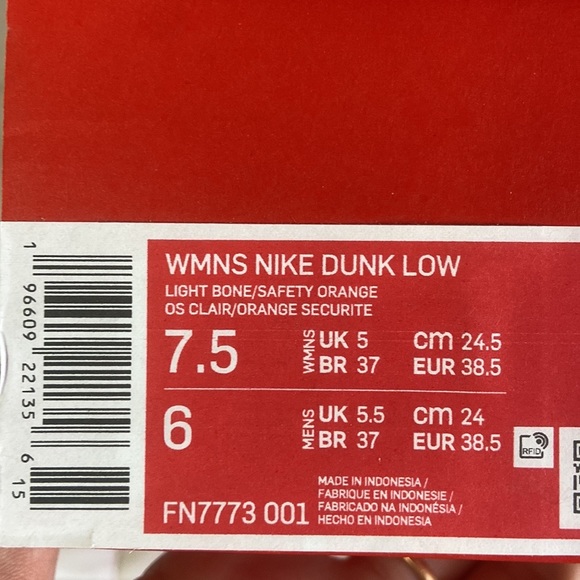 WMNS NIKE DUNK LOW
LIGHT BONE/SAFETY ORANGE
OS CLAIR/ORANGE SECURITE
7.5 WMNS UK 5 cm 24.5
BR 37 EUR 38.5
6 MENS UK 5.5 cm 24
BR 37 EUR 38.5
RFID
MADE IN INDONESIA /
FABRIQUE EN INDONESIE /
FABRICADO NA INDONÉSIA /
HECHO EN INDONESIA
FN7773 001
1 96609 22135 6 15